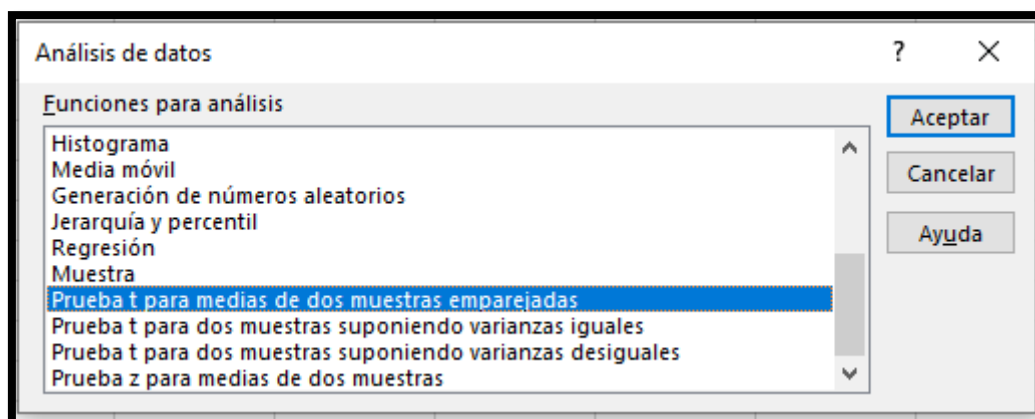 Análisis de datos
?
Funciones para análisis
Aceptar
Histograma
Media móvil
Generación de números aleatorios
Jerarquía y percentil
Regresión
Muestra
Prueba t para medias de dos muestras emparejadas
Prueba t para dos muestras suponiendo varianzas iguales
Prueba t para dos muestras suponiendo varianzas desiguales
Prueba z para medias de dos muestras
Cancelar
Ayuda